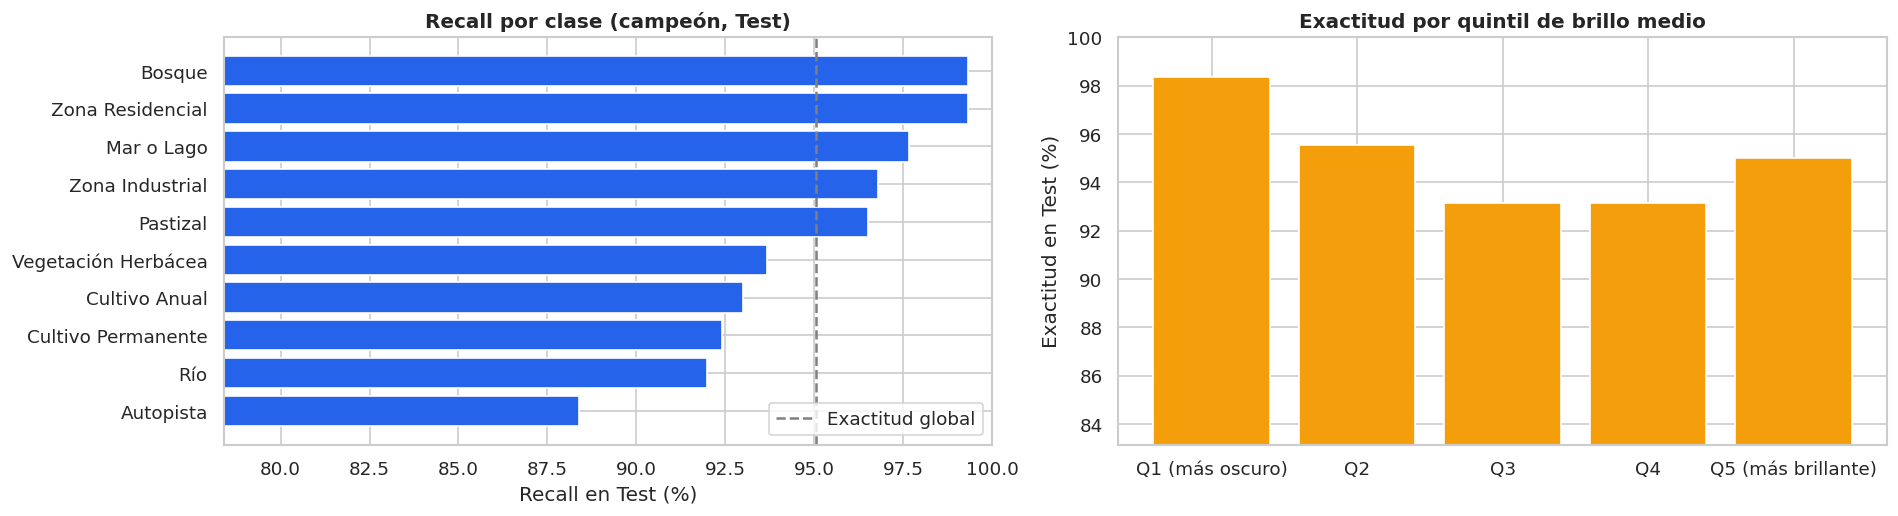 Recall por clase (campeón, Test)
Bosque
Zona Residencial
Mar o Lago
Zona Industrial
Pastizal
Vegetación Herbácea
Cultivo Anual
Cultivo Permanente
Río
Autopista
Exactitud global
80.0 82.5 85.0 87.5 90.0 92.5 95.0 97.5 100.0
Recall en Test (%)
Exactitud por quintil de brillo medio
Exactitud en Test (%)
100
98
96
94
92
90
88
86
84
Q1 (más oscuro) Q2 Q3 Q4 Q5 (más brillante)